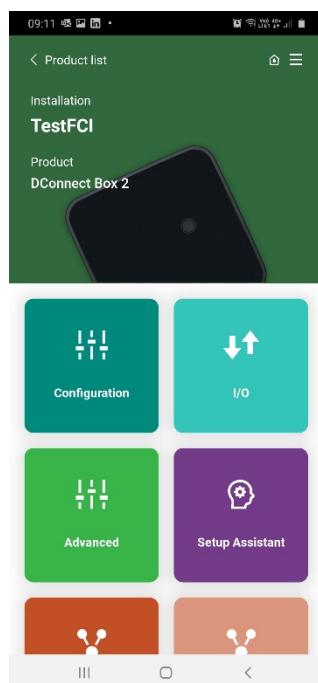 09:11
< Product list
Installation
TestFCI
Product
DConnect Box 2
Configuration
I/O
Advanced
Setup Assistant